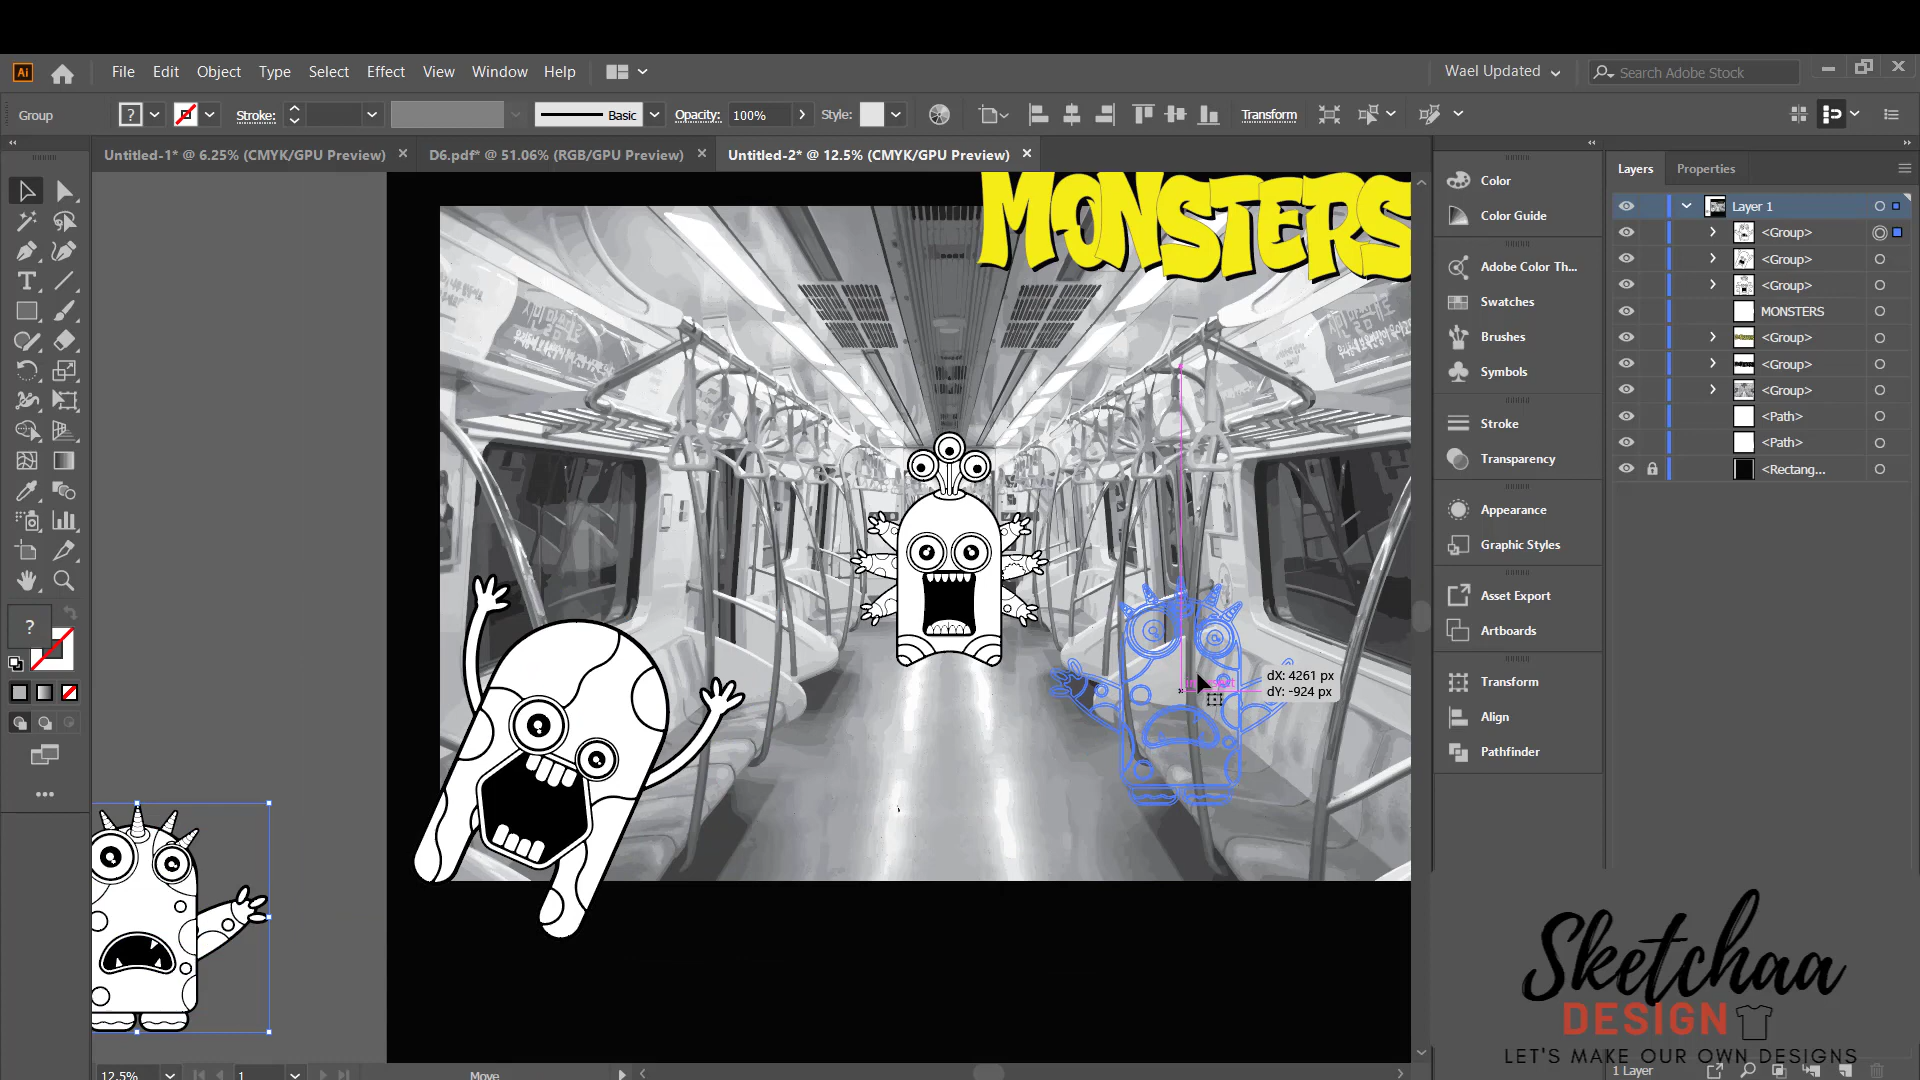 Ai
File Edit Object Type Select Effect View Window Help
Wael Updated
Search Adobe Stock
Group
?
Stroke:
Basic
Opacity: 100%
Style:
Transform
Untitled-1* @ 6.25% (CMYK/GPU Preview)
D6.pdf* @ 51.06% (RGB/GPU Preview)
Untitled-2* @ 12.5% (CMYK/GPU Preview)
MONSTERS
dX: 4261 px
dY: -924 px
?
Color
Color Guide
Adobe Color Th...
Swatches
Brushes
Symbols
Stroke
Transparency
Appearance
Graphic Styles
Asset Export
Artboards
Transform
Align
Pathfinder
Layers Properties
Layer 1
<Group>
<Group>
<Group>
MONSTERS
<Group>
<Group>
<Group>
<Path>
<Path>
<Rectang...
Sketchaa
DESIGN
LET'S MAKE OUR OWN DESIGNS
12.5%
1
Move
1 Layer